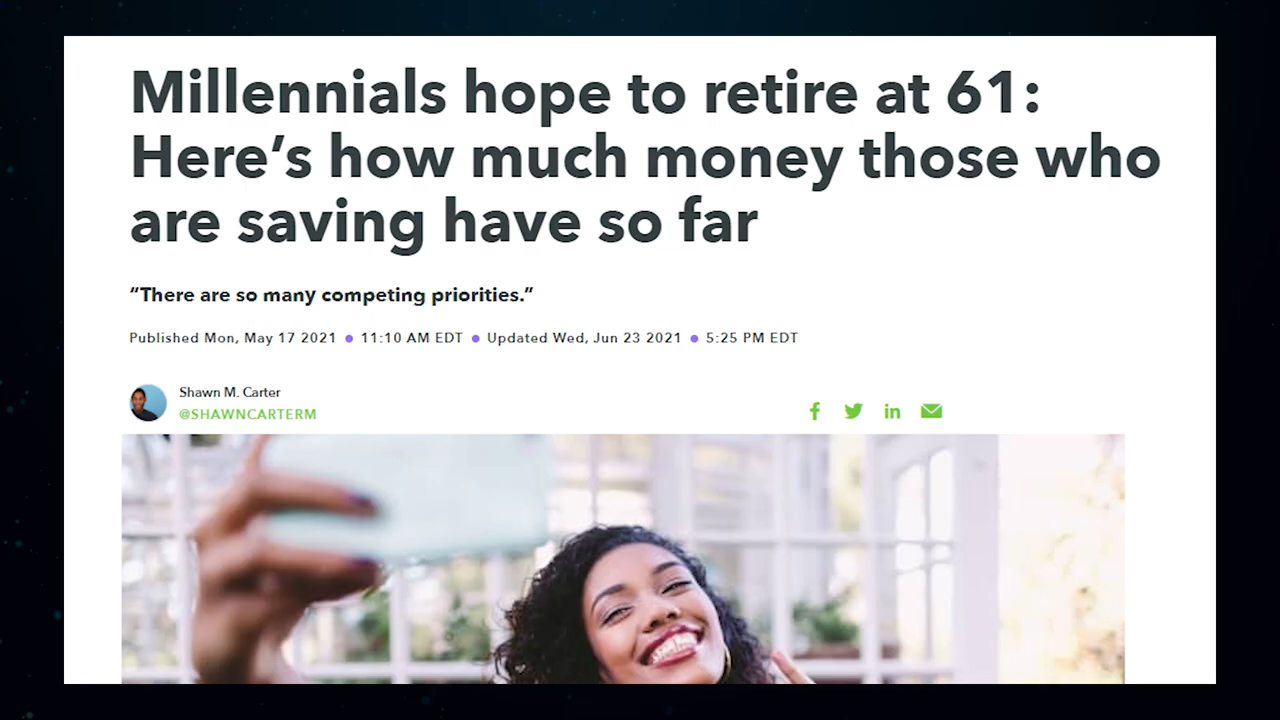 Millennials hope to retire at 61:
Here’s how much money those who
are saving have so far
“There are so many competing priorities.”
Published Mon, May 17 2021 • 11:10 AM EDT • Updated Wed, Jun 23 2021 • 5:25 PM EDT
Shawn M. Carter
@SHAWNCARTERM